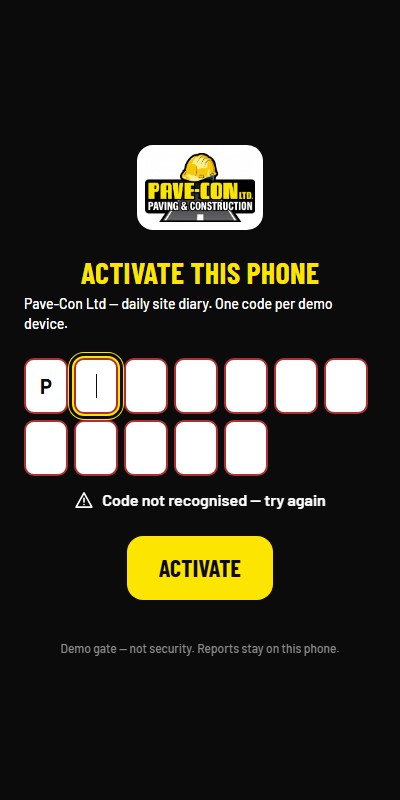 PAVE-CON LTD.
PAVING & CONSTRUCTION
ACTIVATE THIS PHONE
Pave-Con Ltd — daily site diary. One code per demo
device.
P
Code not recognised — try again
ACTIVATE
Demo gate — not security. Reports stay on this phone.